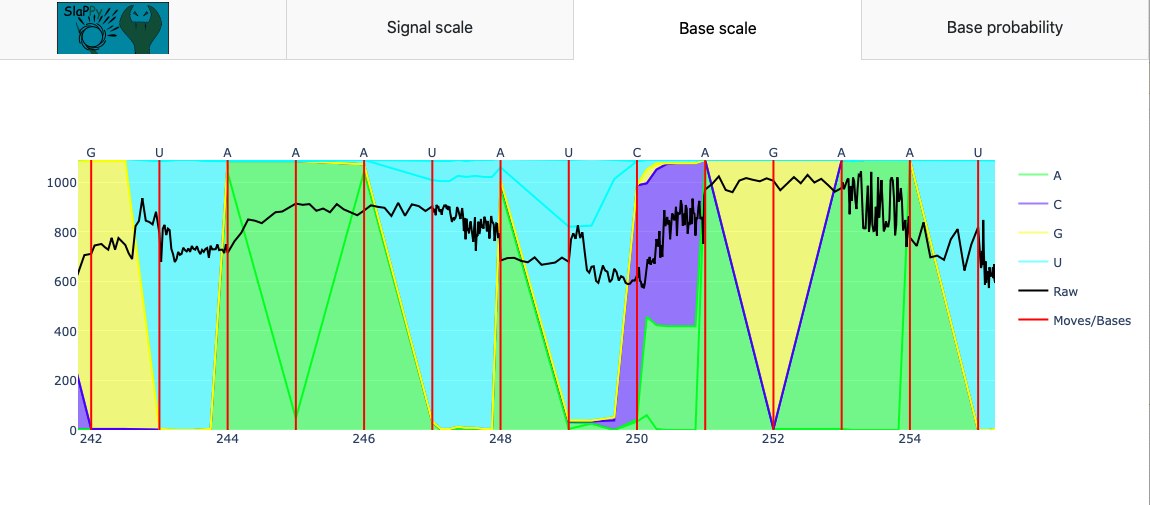 SlaPPy
Signal scale
Base scale
Base probability
G U A A A U A U C A G A A U
1000
800
600
400
200
0
242 244 246 248 250 252 254
A
C
G
U
Raw
Moves/Bases